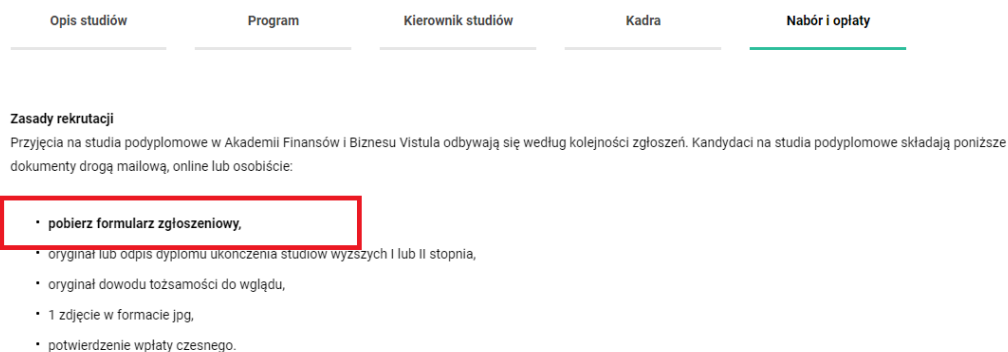 Opis studiów
Program
Kierownik studiów
Kadra
Nabór i opłaty
Zasady rekrutacji
Przyjęcia na studia podyplomowe w Akademii Finansów i Biznesu Vistula odbywają się według kolejności zgłoszeń. Kandydaci na studia podyplomowe składają poniższe
dokumenty drogą mailową, online lub osobiście:
• pobierz formularz zgłoszeniowy,
• oryginał lub odpis dyplomu ukończenia studiów wyższych I lub II stopnia,
• oryginał dowodu tożsamości do wglądu,
• 1 zdjęcie w formacie jpg,
• potwierdzenie wpłaty czesnego.